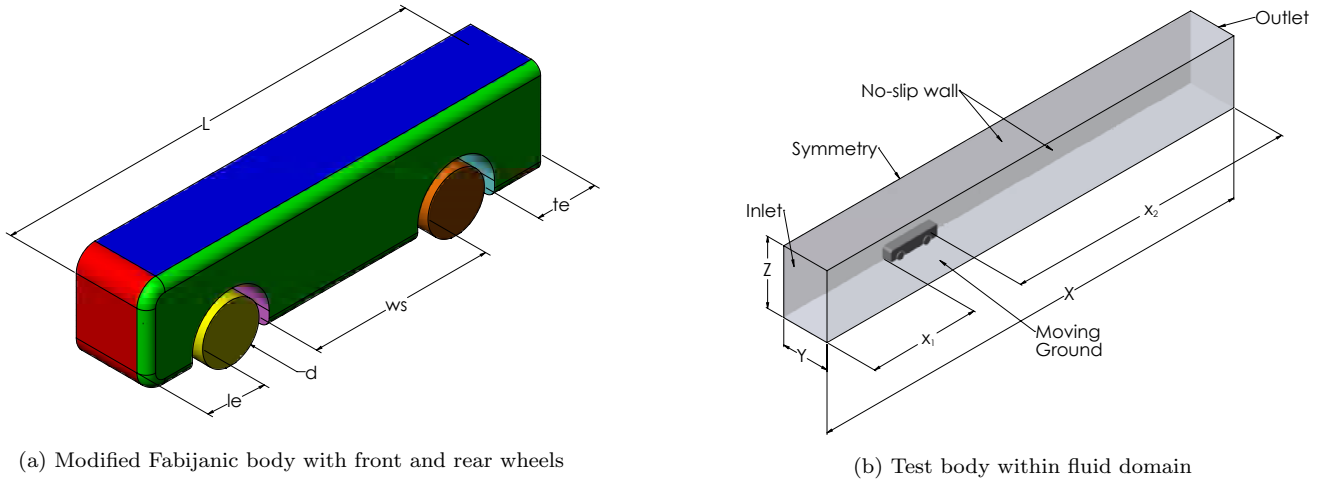 L
te
ws
d
le
(a) Modified Fabijanic body with front and rear wheels
Outlet
No-slip wall
Symmetry
Inlet
x₂
Z
X
x₁
Moving
Ground
Y
(b) Test body within fluid domain